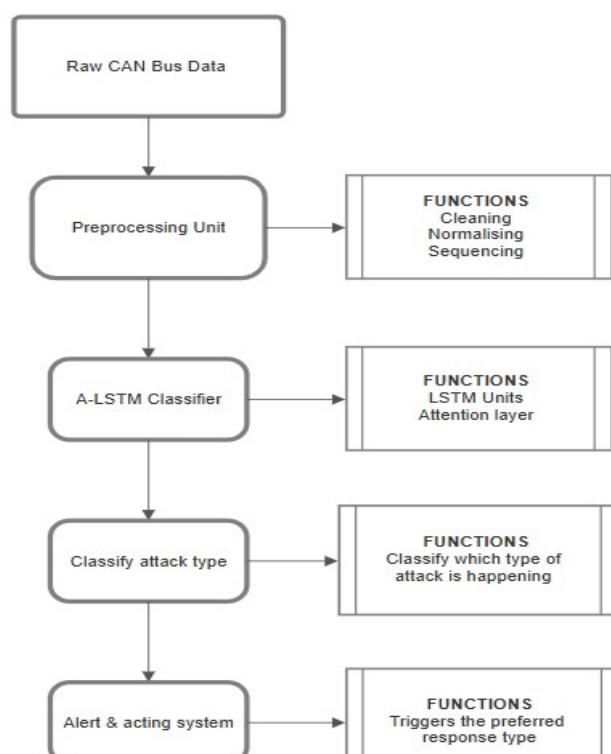 Raw CAN Bus Data
Preprocessing Unit
FUNCTIONS
Cleaning
Normalising
Sequencing
A-LSTM Classifier
FUNCTIONS
LSTM Units
Attention layer
Classify attack type
FUNCTIONS
Classify which type of
attack is happening
Alert & acting system
FUNCTIONS
Triggers the preferred
response type